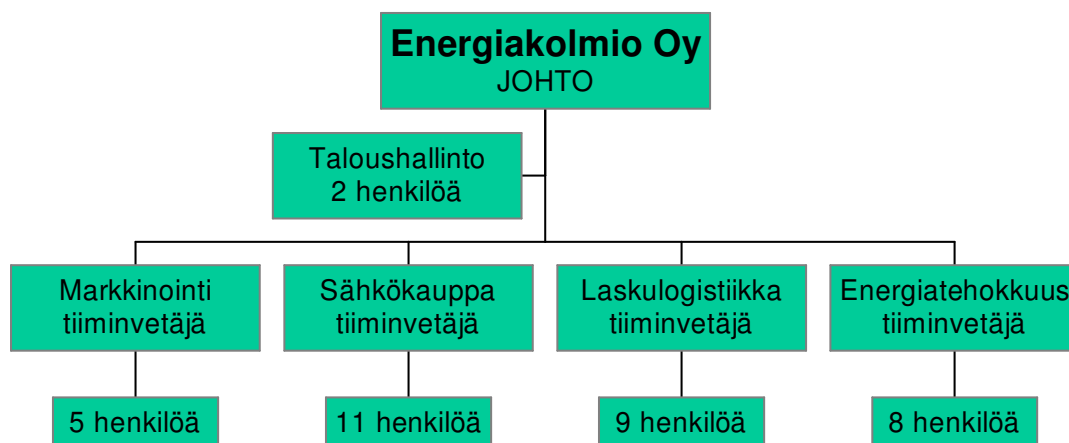 Energiakolmio Oy
JOHTO
Taloushallinto
2 henkilöä
Markkinointi
tiiminvetäjä
Sähkökauppa
tiiminvetäjä
Laskulogistiikka
tiiminvetäjä
Energiatehokkuus
tiiminvetäjä
5 henkilöä
11 henkilöä
9 henkilöä
8 henkilöä